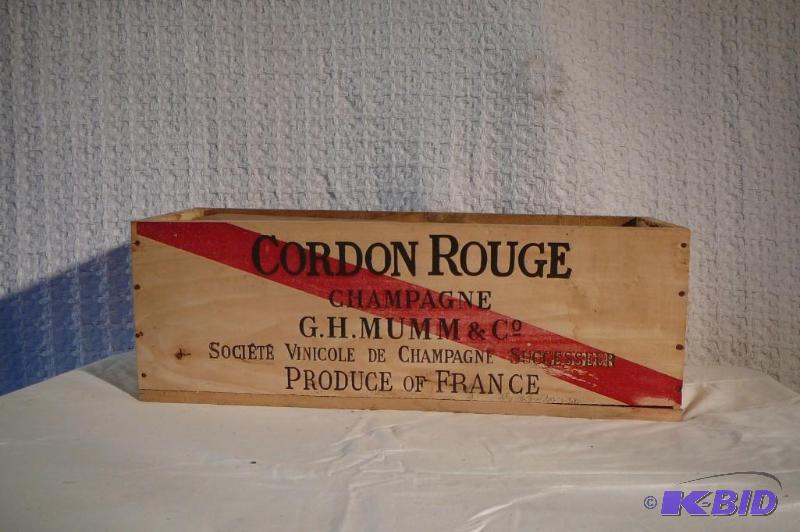 CORDON ROUGE
CHAMPAGNE
G.H. MUMM & Cº
SOCIÉTÉ VINICOLE DE CHAMPAGNE SUCCESSEUR
PRODUCE OF FRANCE
© K-BID